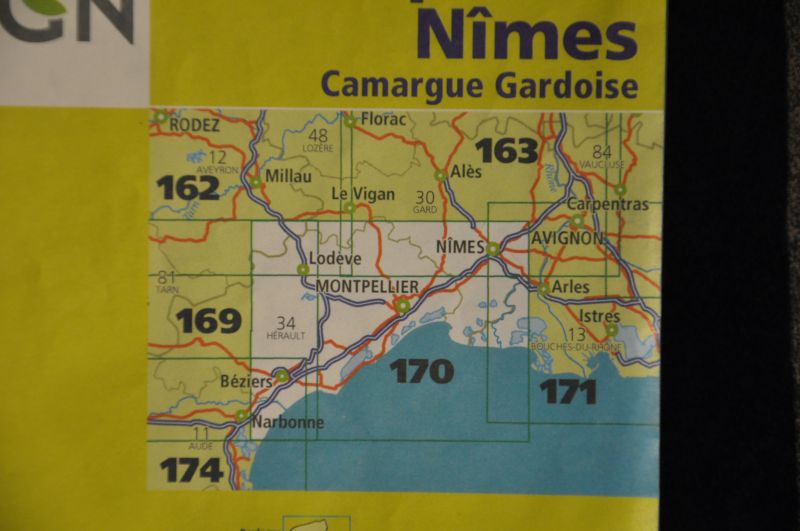 GN
Nîmes
Camargue Gardoise
RODEZ
Florac
48
LOZÈRE
163
84
VAUCLUSE
12
AVEYRON
Millau
Alès
162
Le Vigan
30
GARD
Rhône
Carpentras
Tarn
NÎMES
AVIGNON
Lodève
81
TARN
MONTPELLIER
Arles
169
34
HÉRAULT
Istres
13
BOUCHES-DU-RHÔNE
Béziers
170
171
Narbonne
11
AUDE
174